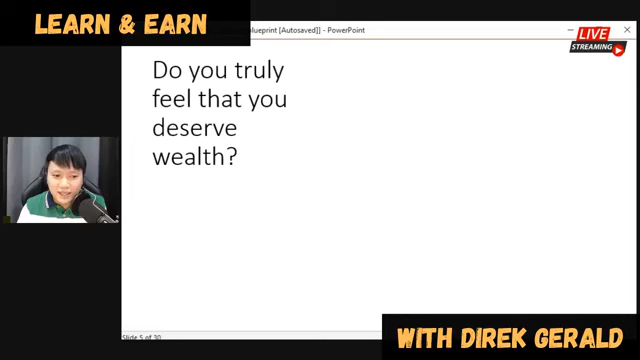 LEARN & EARN
blueprint [Autosaved]] - PowerPoint
LIVE
STREAMING
Do you truly
feel that you
deserve
wealth?
Slide 5 of 30
WITH DIREK GERALD